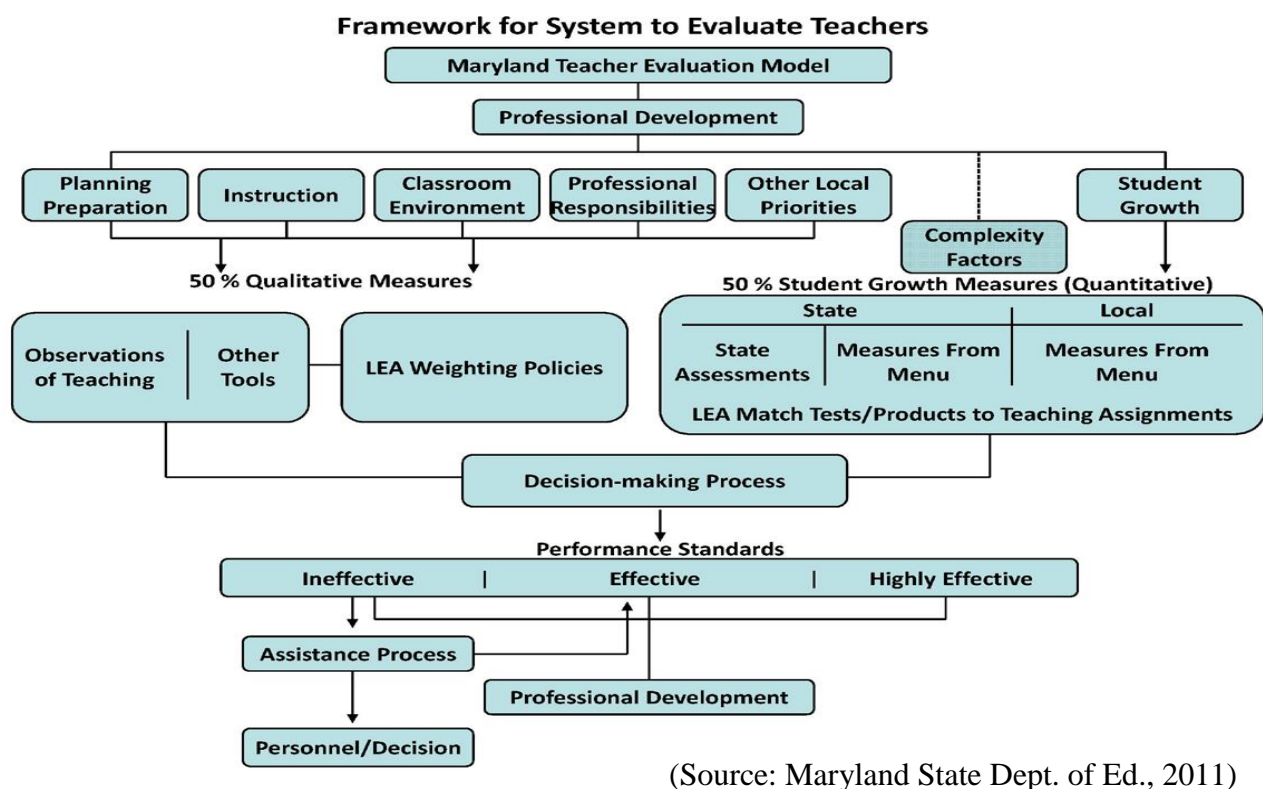 Framework for System to Evaluate Teachers
Maryland Teacher Evaluation Model
Professional Development
Planning
Preparation
Instruction
Classroom
Environment
Professional
Responsibilities
Other Local
Priorities
Student
Growth
Complexity
Factors
50 % Qualitative Measures
50 % Student Growth Measures (Quantitative)
Observations
of Teaching
Other
Tools
LEA Weighting Policies
State
Local
State
Assessments
Measures From
Menu
Measures From
Menu
LEA Match Tests/Products to Teaching Assignments
Decision-making Process
Performance Standards
Ineffective | Effective | Highly Effective
Assistance Process
Professional Development
Personnel/Decision
(Source: Maryland State Dept. of Ed., 2011)